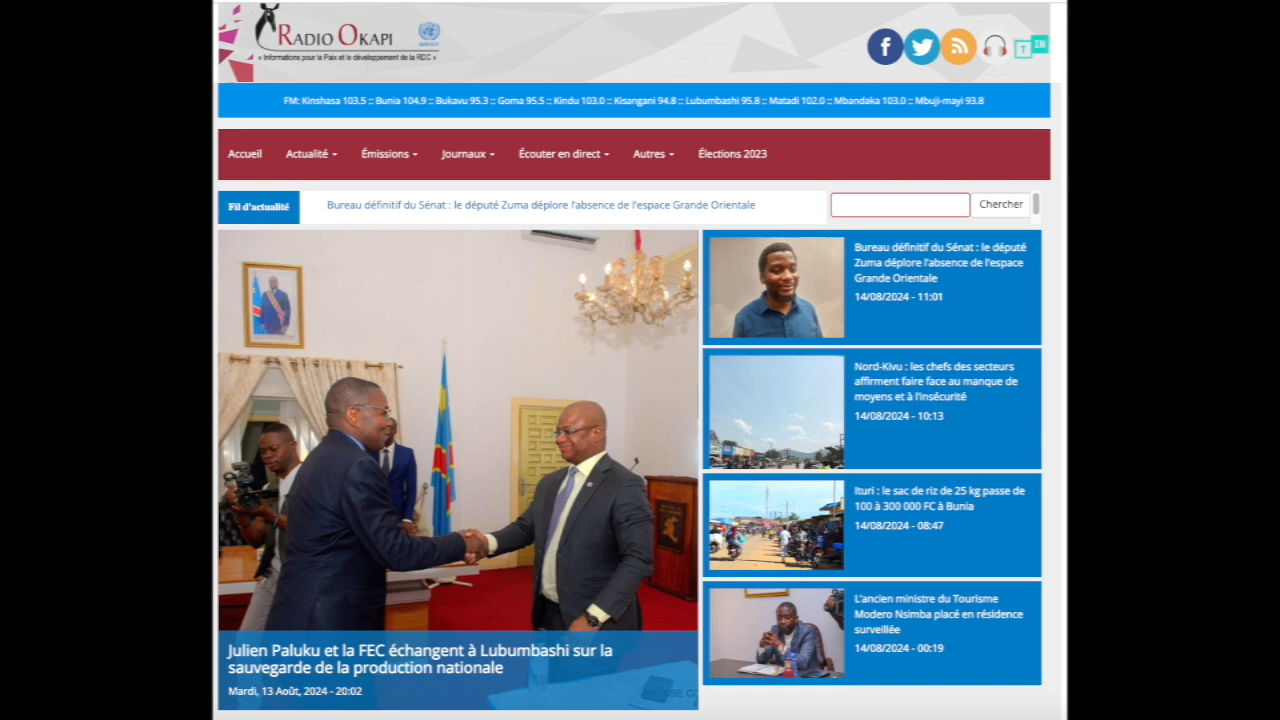 RADIO OKAPI
« Informations pour la Paix et le développement de la RDC »
f
T IN
FM: Kinshasa 103.5 :: Bunia 104.9 :: Bukavu 95.3 :: Goma 95.5 :: Kindu 103.0 :: Kisangani 94.8 :: Lubumbashi 95.8 :: Matadi 102.0 :: Mbandaka 103.0 :: Mbuji-mayi 93.8
Accueil Actualité Émissions Journaux Écouter en direct Autres Élections 2023
Fil d'actualité Bureau définitif du Sénat : le député Zuma déplore l'absence de l'espace Grande Orientale Chercher
Julien Paluku et la FEC échangent à Lubumbashi sur la
sauvegarde de la production nationale
Mardi, 13 Août, 2024 - 20:02
Bureau définitif du Sénat : le député
Zuma déplore l'absence de l'espace
Grande Orientale
14/08/2024 - 11:01
Nord-Kivu : les chefs des secteurs
affirment faire face au manque de
moyens et à l'insécurité
14/08/2024 - 10:13
Ituri : le sac de riz de 25 kg passe de
100 à 300 000 FC à Bunia
14/08/2024 - 08:47
L'ancien ministre du Tourisme
Modero Nsimba placé en résidence
surveillée
14/08/2024 - 00:19